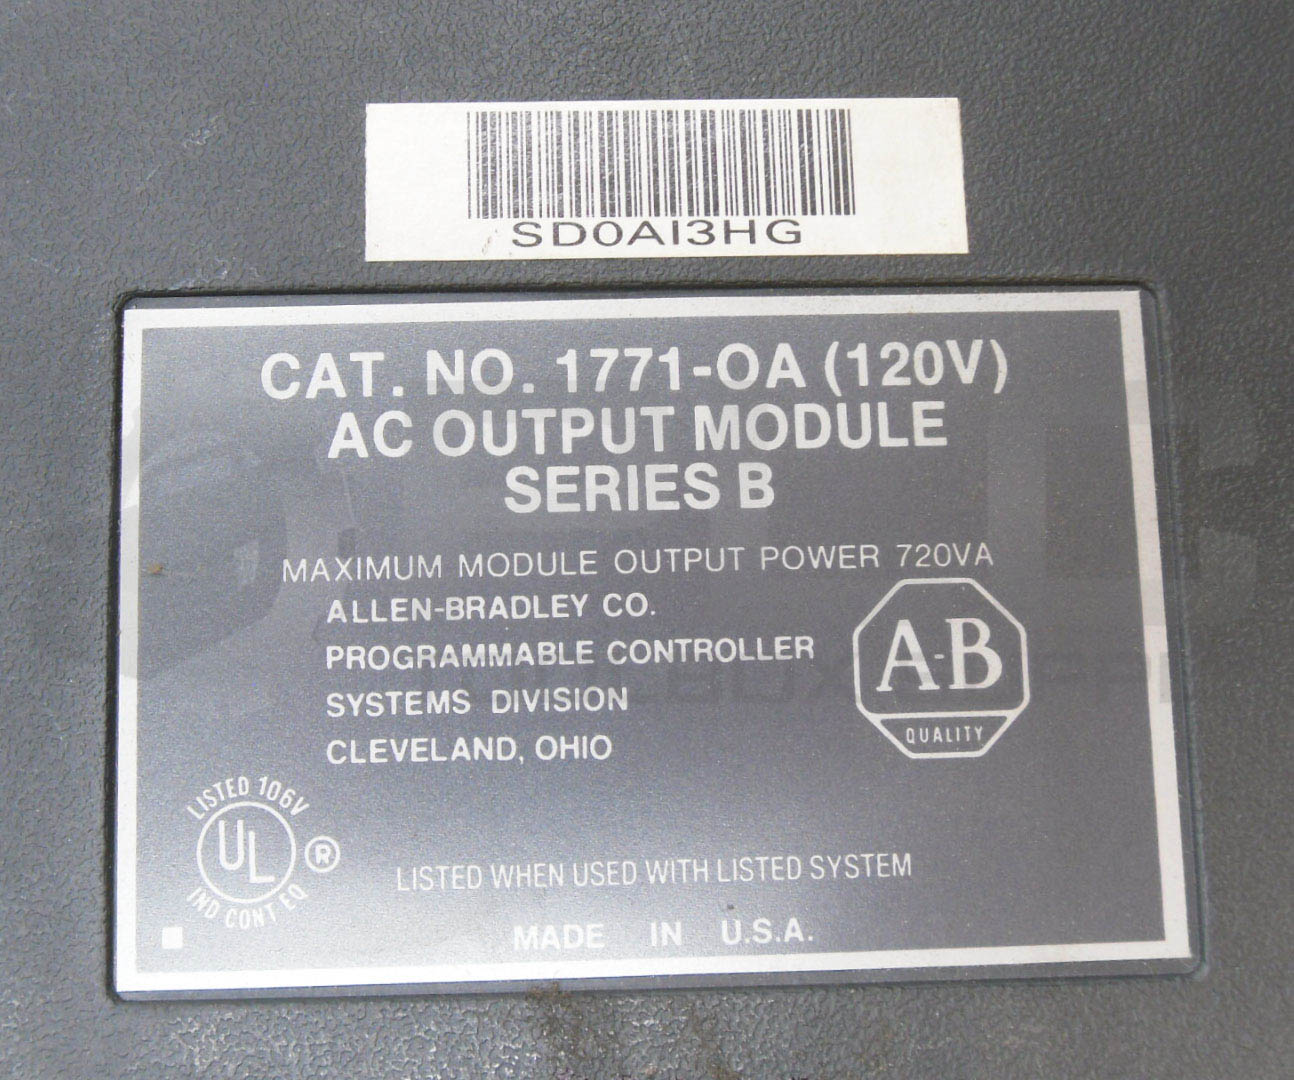 SD0AI3HG
CAT. NO. 1771-OA (120V)
AC OUTPUT MODULE
SERIES B
MAXIMUM MODULE OUTPUT POWER 720VA
ALLEN-BRADLEY CO.
PROGRAMMABLE CONTROLLER
SYSTEMS DIVISION
CLEVELAND, OHIO
A-B
QUALITY
LISTED 106V
UL
®
IND CONT EQ
LISTED WHEN USED WITH LISTED SYSTEM
MADE IN U.S.A.